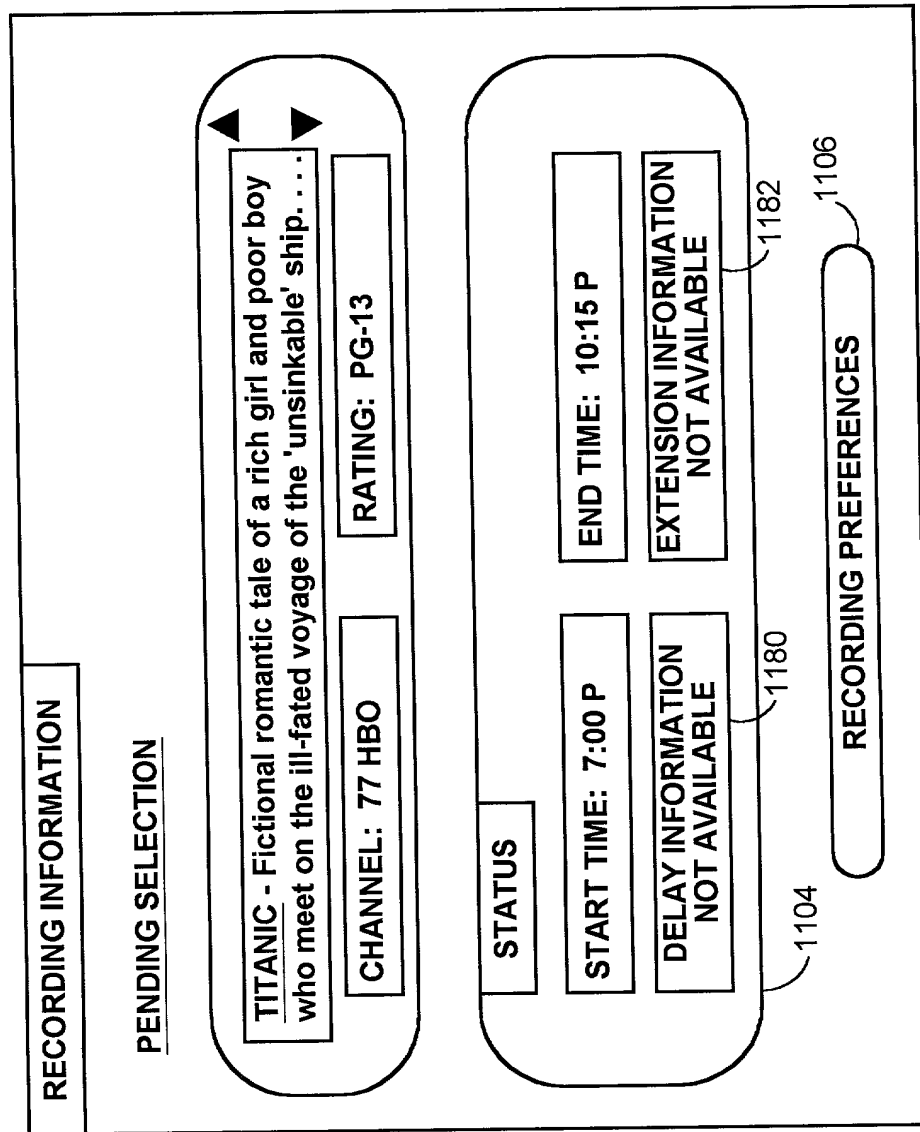 RECORDING INFORMATION
PENDING SELECTION
TITANIC - Fictional romantic tale of a rich girl and poor boy
who meet on the ill-fated voyage of the 'unsinkable' ship. . . .
CHANNEL: 77 HBO
RATING: PG-13
STATUS
START TIME: 7:00 P
END TIME: 10:15 P
DELAY INFORMATION
NOT AVAILABLE
EXTENSION INFORMATION
NOT AVAILABLE
1104
1180
1182
RECORDING PREFERENCES
1106